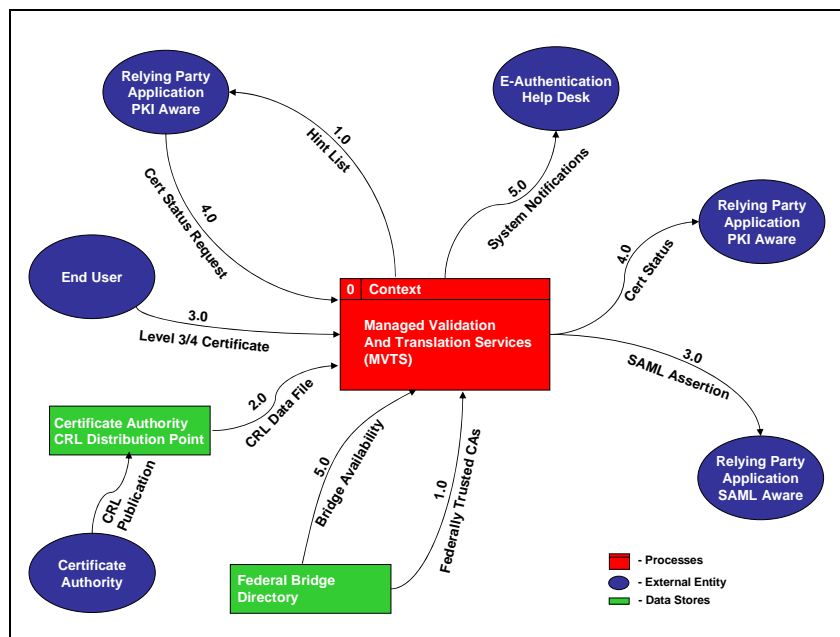 Relying Party
Application
PKI Aware
E-Authentication
Help Desk
1.0
Hint List
4.0
Cert Status Request
5.0
System Notifications
Relying Party
Application
PKI Aware
4.0
Cert Status
End User
3.0
Level 3/4 Certificate
0 Context
Managed Validation
And Translation Services
(MVTS)
3.0
SAML Assertion
2.0
CRL Data File
Certificate Authority
CRL Distribution Point
5.0
Bridge Availability
1.0
Federally Trusted CAs
Relying Party
Application
SAML Aware
CRL
Publication
Certificate
Authority
Federal Bridge
Directory
- Processes
- External Entity
- Data Stores